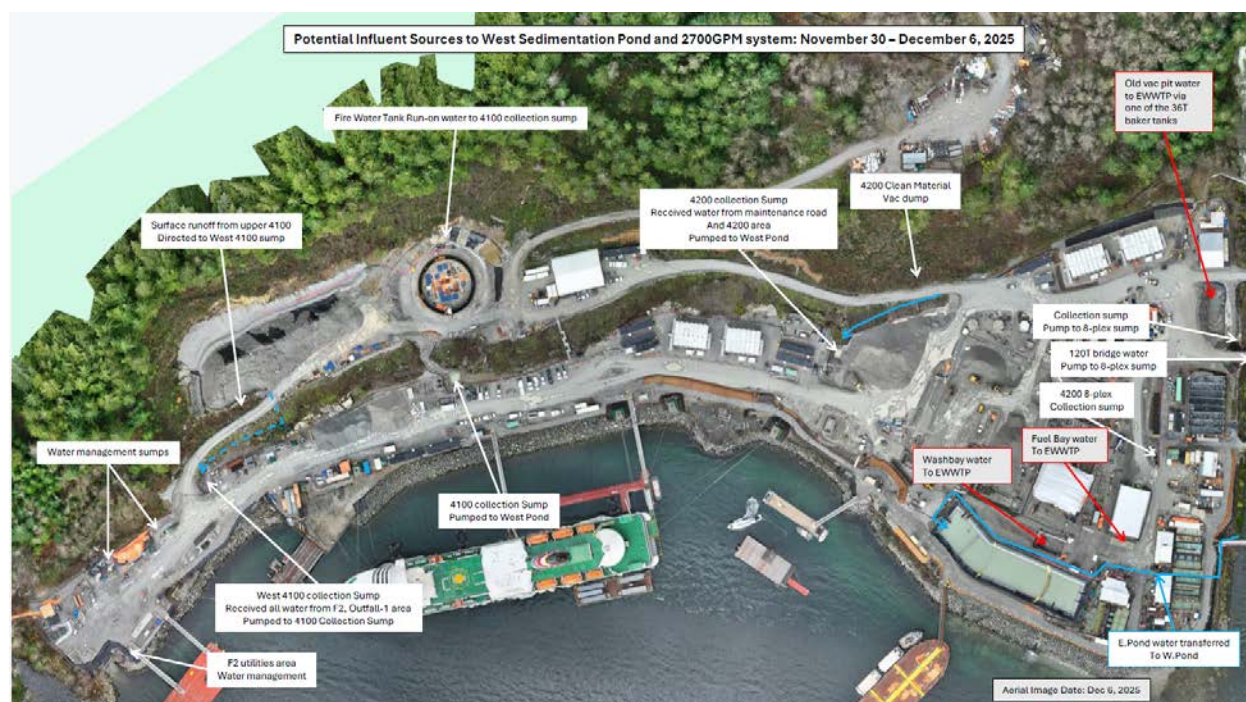 Potential Influent Sources to West Sedimentation Pond and 2700GPM system: November 30 – December 6, 2025
Old vac pit water
to EWWTP via
one of the 36T
baker tanks
Fire Water Tank Run-on water to 4100 collection sump
4200 Clean Material
Vac dump
4200 collection Sump
Received water from maintenance road
And 4200 area
Pumped to West Pond
Surface runoff from upper 4100
Directed to West 4100 sump
Collection sump
Pump to 8-plex sump
120T bridge water
Pump to 8-plex sump
4200 8-plex
Collection sump
Fuel Bay water
To EWWTP
Washbay water
To EWWTP
Water management sumps
4100 collection Sump
Pumped to West Pond
West 4100 collection Sump
Received all water from F2, Outfall-1 area
Pumped to 4100 Collection Sump
E.Pond water transferred
To W.Pond
F2 utilities area
Water management
Aerial Image Date: Dec 6, 2025